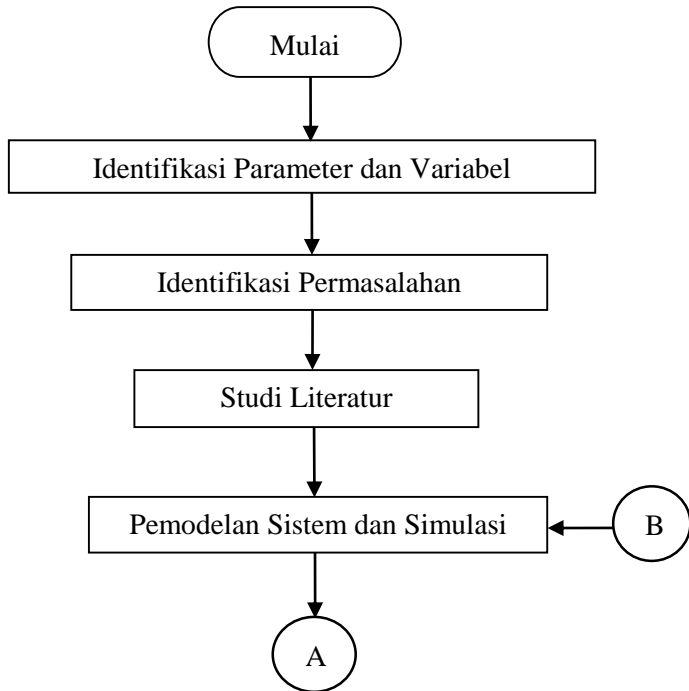 Mulai
Identifikasi Parameter dan Variabel
Identifikasi Permasalahan
Studi Literatur
Pemodelan Sistem dan Simulasi
B
A